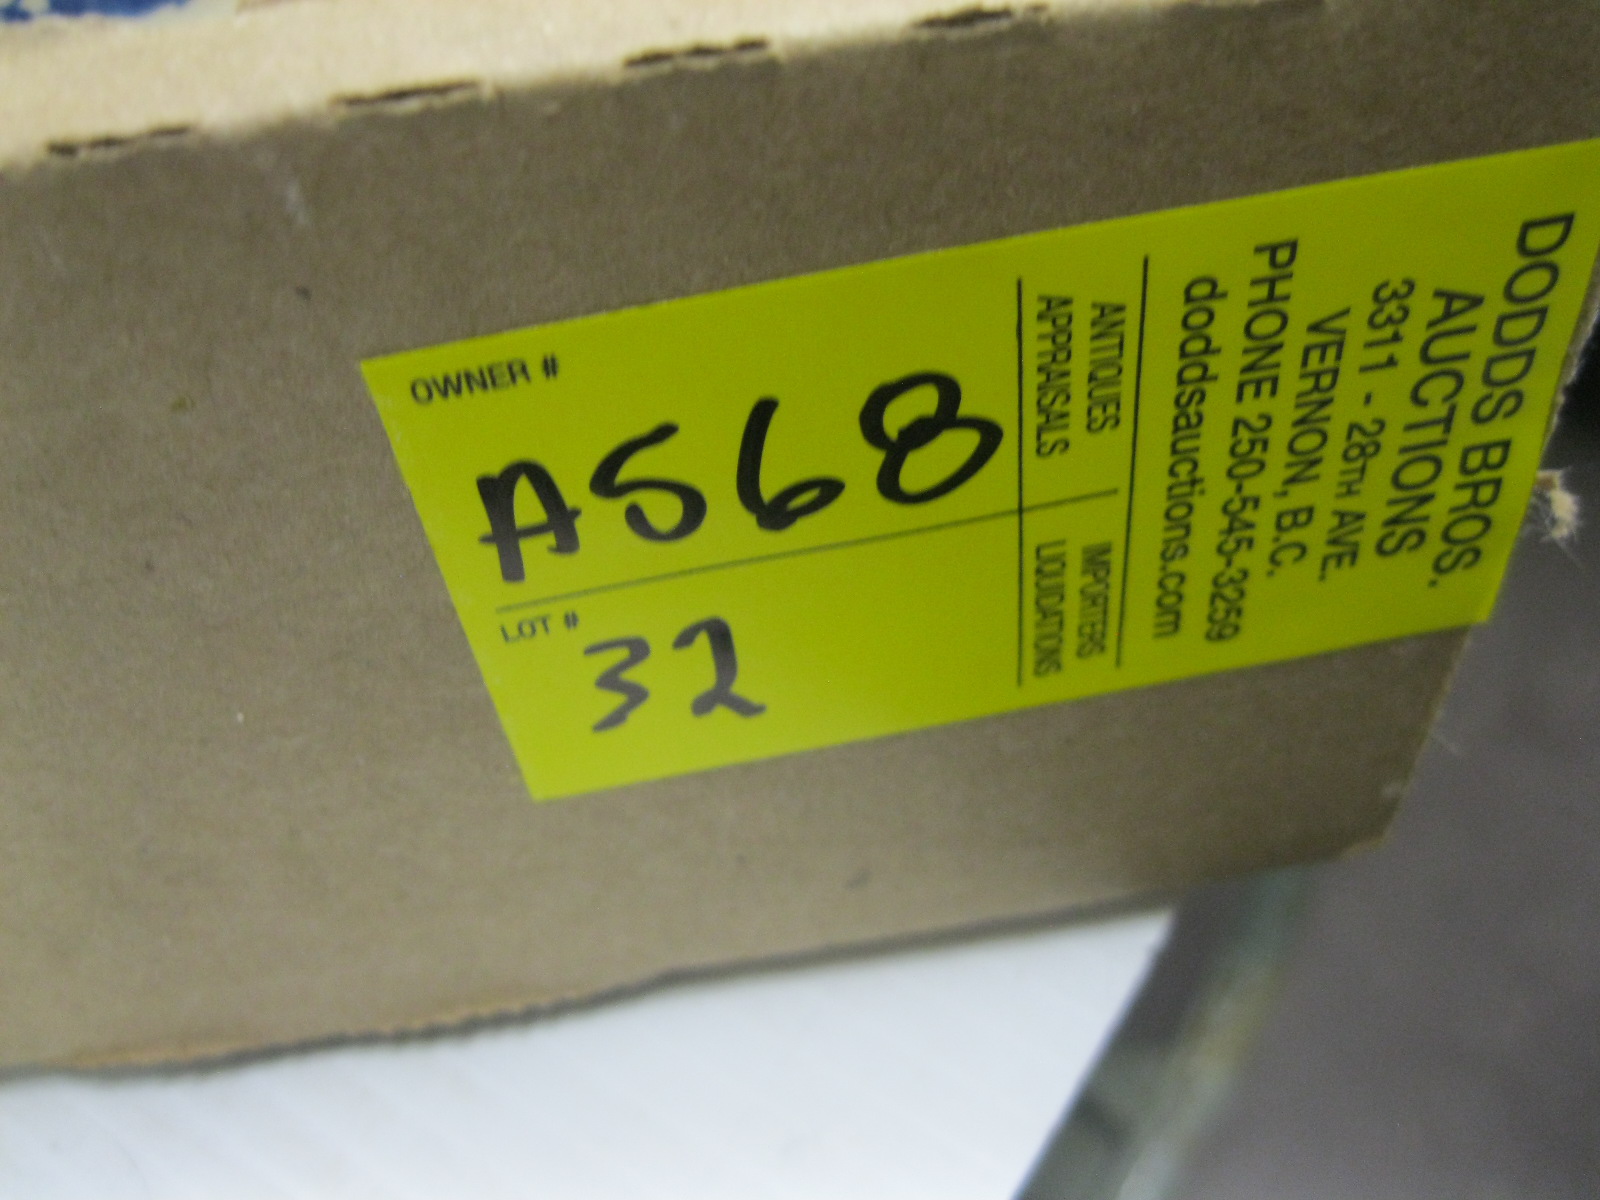 DODDS BROS.
AUCTIONS
3311 - 28TH AVE.
VERNON, B.C.
PHONE 250-545-3259
doddsauctions.com
ANTIQUES IMPORTERS
APPRAISALS LIQUIDATIONS
OWNER #
A568
LOT #
32